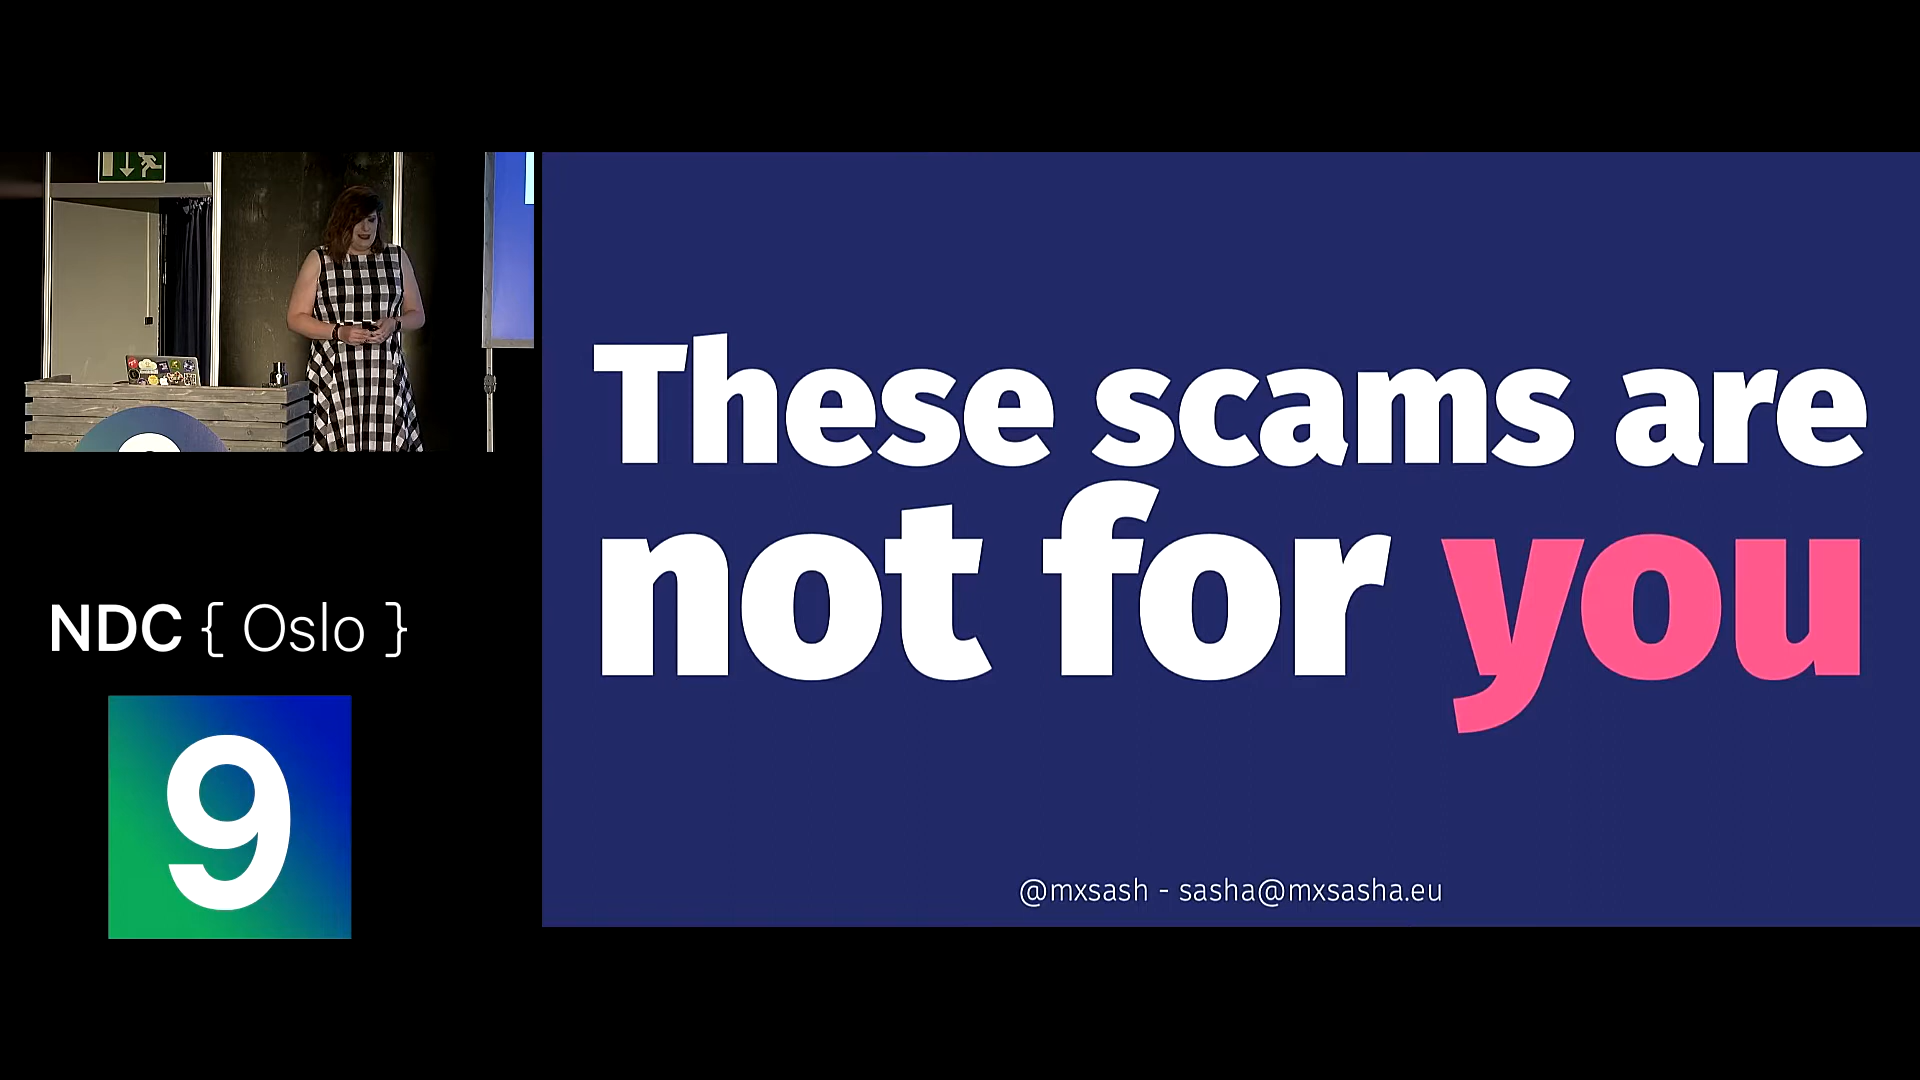 These scams are
not for you
@mxsash - sasha@mxsasha.eu
NDC { Oslo }
9